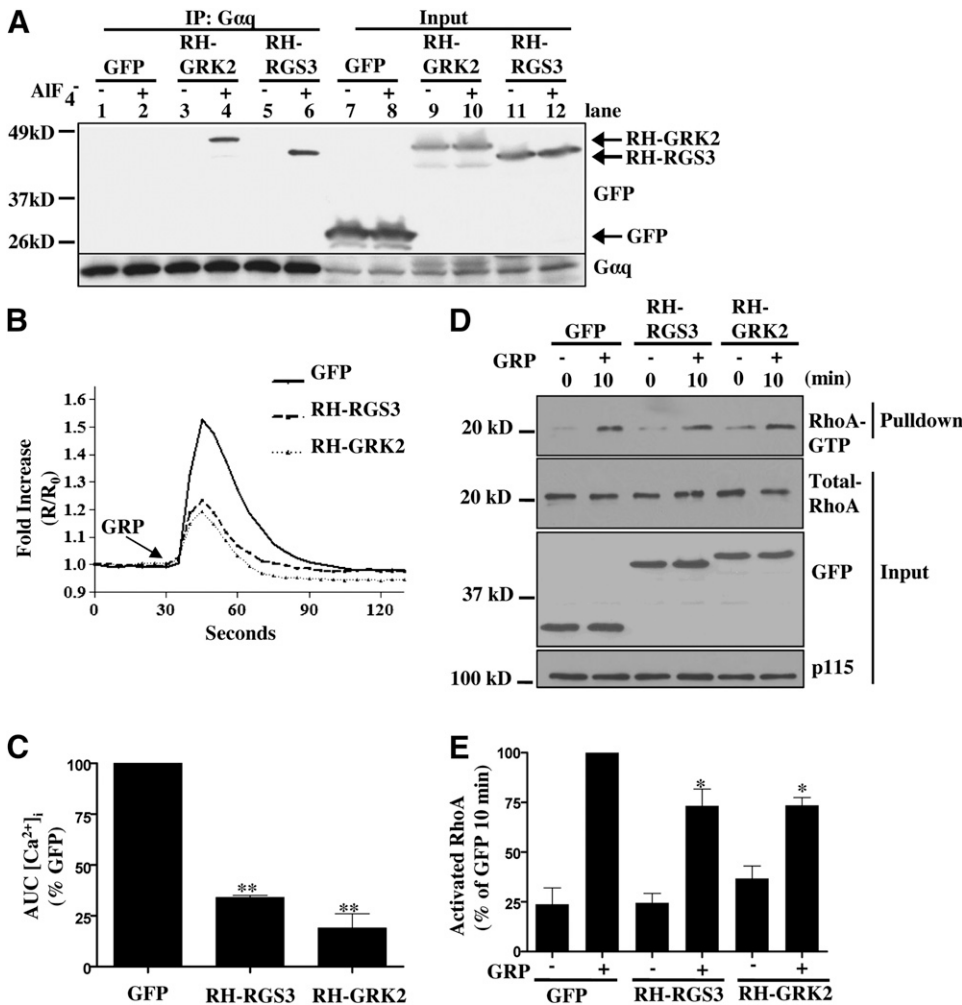 A
IP: Gαq Input
RH- RH- RH- RH-
GFP GRK2 RGS3 GFP GRK2 RGS3
AlF4- - + - + - + - + - + - +
1 2 3 4 5 6 7 8 9 10 11 12 lane
49kD
RH-GRK2
RH-RGS3
37kD
GFP
26kD
GFP
Gαq
B
GFP
RH-RGS3
RH-GRK2
Fold Increase
(R/R0)
1.6
1.5
1.4
1.3
1.2
1.1
1.0
0.9
GRP
0 30 60 90 120
Seconds
C
AUC [Ca2+]i
(% GFP)
100
75
50
25
0
**
**
GFP RH-RGS3 RH-GRK2
D
RH- RH-
GFP RGS3 GRK2
GRP - + - + - +
0 10 0 10 0 10 (min)
20 kD
RhoA-
GTP
Pulldown
20 kD
Total-
RhoA
GFP
Input
37 kD
p115
100 kD
E
Activated RhoA
(% of GFP 10 min)
100
75
50
25
0
*
*
GRP - + - + - +
GFP RH-RGS3 RH-GRK2